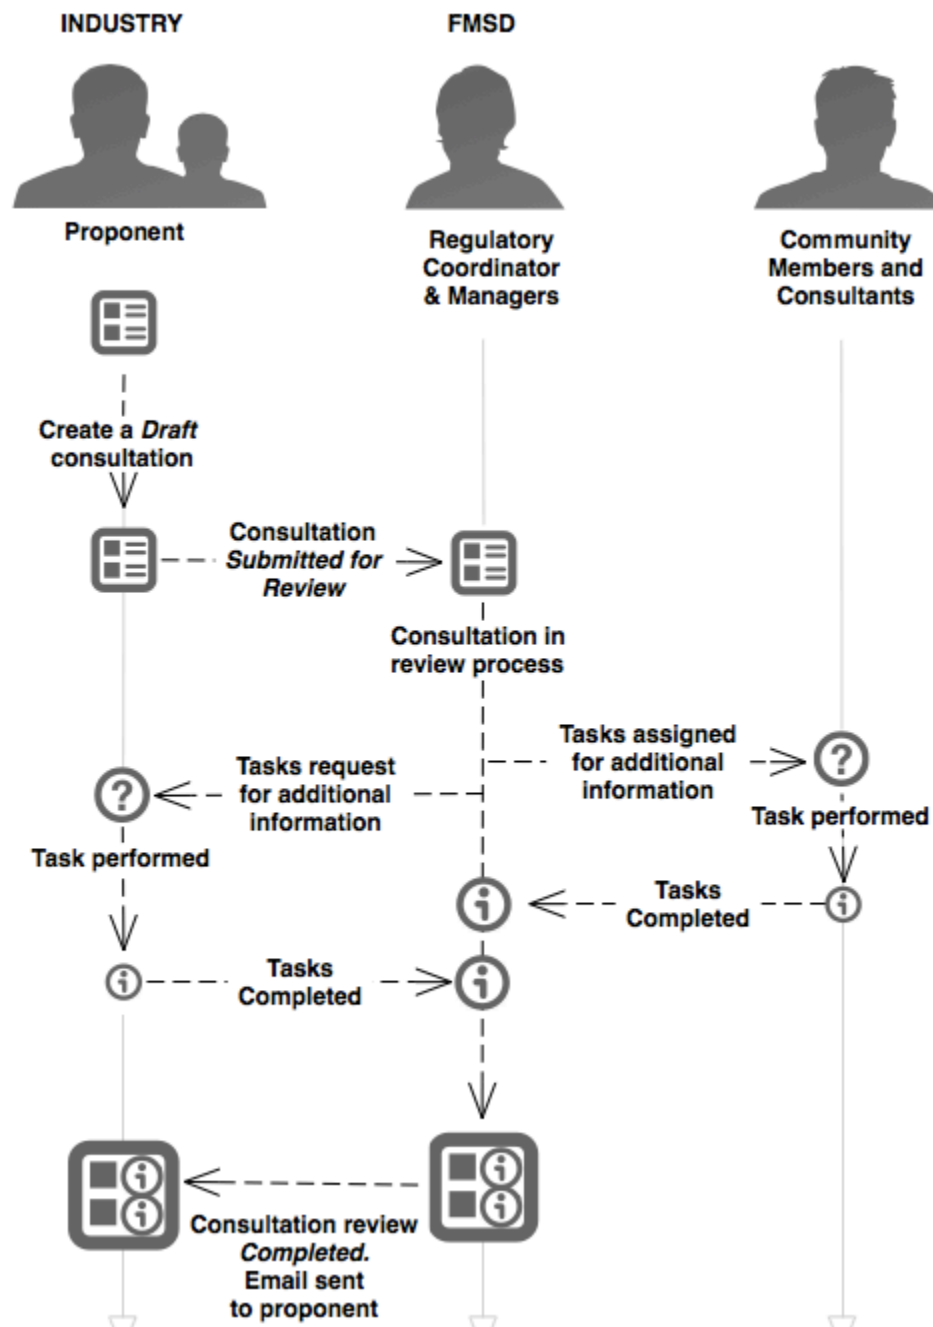 INDUSTRY
FMSD
Proponent
Regulatory
Coordinator
& Managers
Community
Members and
Consultants
Create a Draft
consultation
Consultation
Submitted for
Review
Consultation in
review process
Tasks assigned
for additional
information
Tasks request
for additional
information
?
?
Task performed
Task performed
Tasks
Completed
i
i
Tasks
Completed
i
i
i
i
i
i
Consultation review
Completed.
Email sent
to proponent